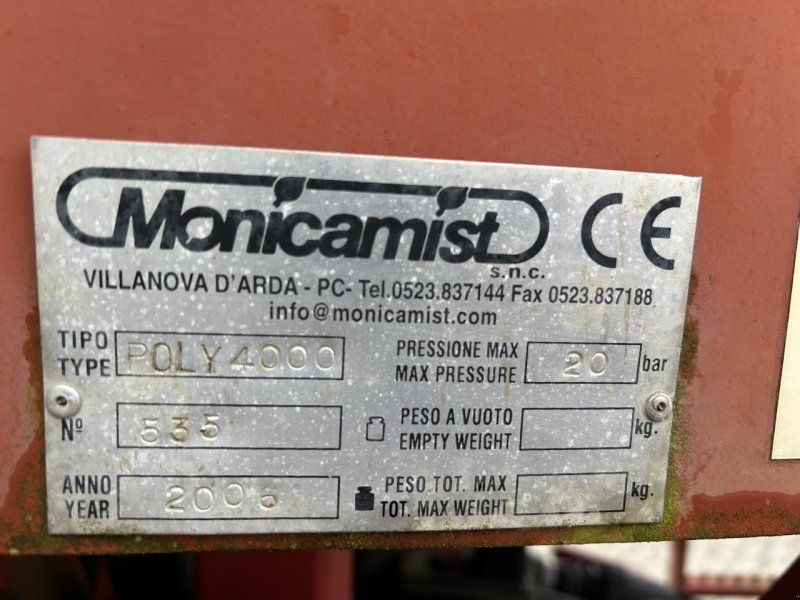 Monicamist CE
s.n.c.
VILLANOVA D'ARDA - PC- Tel.0523.837144 Fax 0523.837188
info@monicamist.com
TIPO
TYPE POLY4000
PRESSIONE MAX
MAX PRESSURE 20 bar
Nº 535
PESO A VUOTO
EMPTY WEIGHT kg.
ANNO
YEAR 2006
PESO TOT. MAX
TOT. MAX WEIGHT kg.